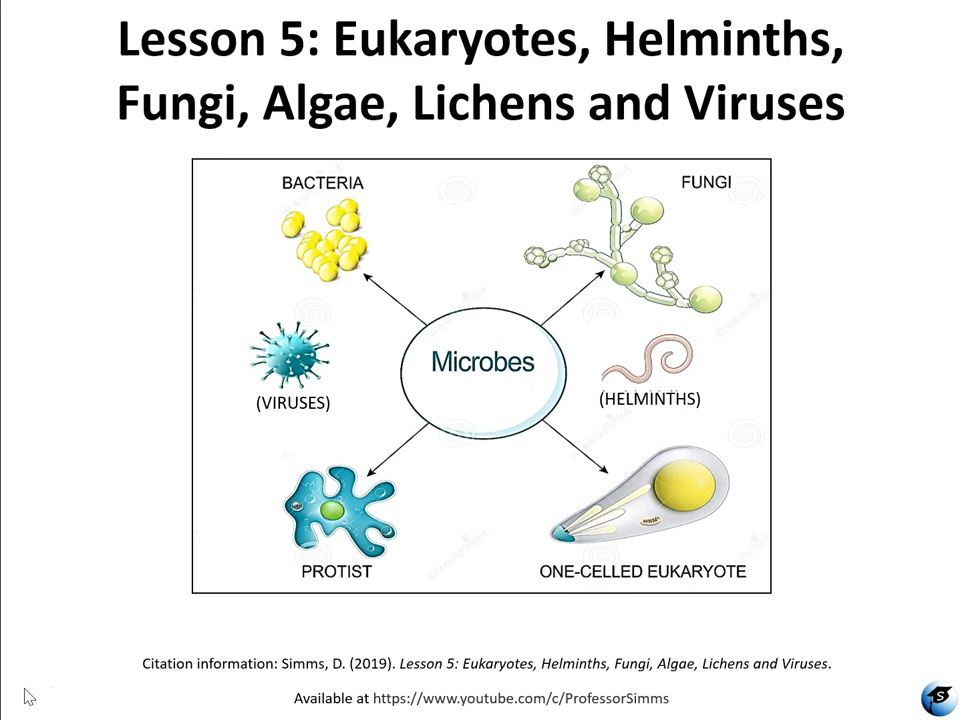 Lesson 5: Eukaryotes, Helminths,
Fungi, Algae, Lichens and Viruses
BACTERIA
FUNGI
Microbes
(VIRUSES)
(HELMINTHS)
PROTIST
ONE-CELLED EUKARYOTE
Citation information: Simms, D. (2019). Lesson 5: Eukaryotes, Helminths, Fungi, Algae, Lichens and Viruses.
Available at https://www.youtube.com/c/ProfessorSimms
S